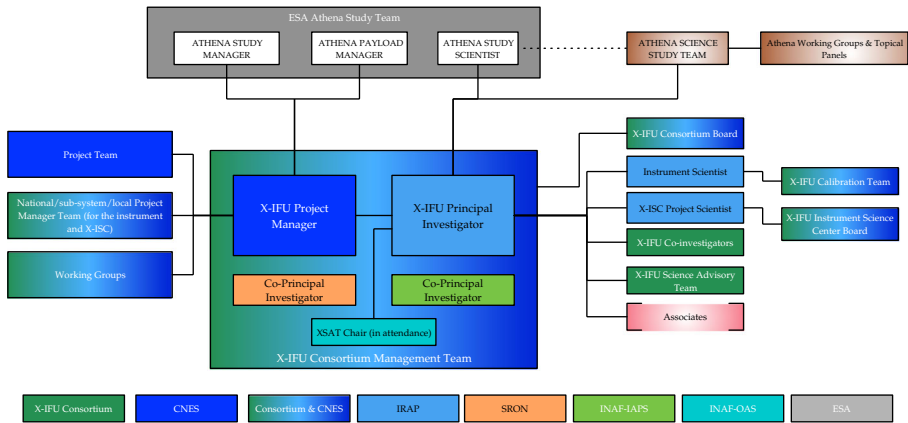 ESA Athena Study Team
ATHENA STUDY
MANAGER
ATHENA PAYLOAD
MANAGER
ATHENA STUDY
SCIENTIST
ATHENA SCIENCE
STUDY TEAM
Athena Working Groups & Topical
Panels
Project Team
National/sub-system/local Project
Manager Team (for the instrument
and X-ISC)
Working Groups
X-IFU Project
Manager
X-IFU Principal
Investigator
Co-Principal
Investigator
Co-Principal
Investigator
XSAT Chair (in attendance)
X-IFU Consortium Management Team
X-IFU Consortium Board
Instrument Scientist
X-IFU Calibration Team
X-ISC Project Scientist
X-IFU Instrument Science
Center Board
X-IFU Co-investigators
X-IFU Science Advisory
Team
Associates
X-IFU Consortium
CNES
Consortium & CNES
IRAP
SRON
INAF-IAPS
INAF-OAS
ESA